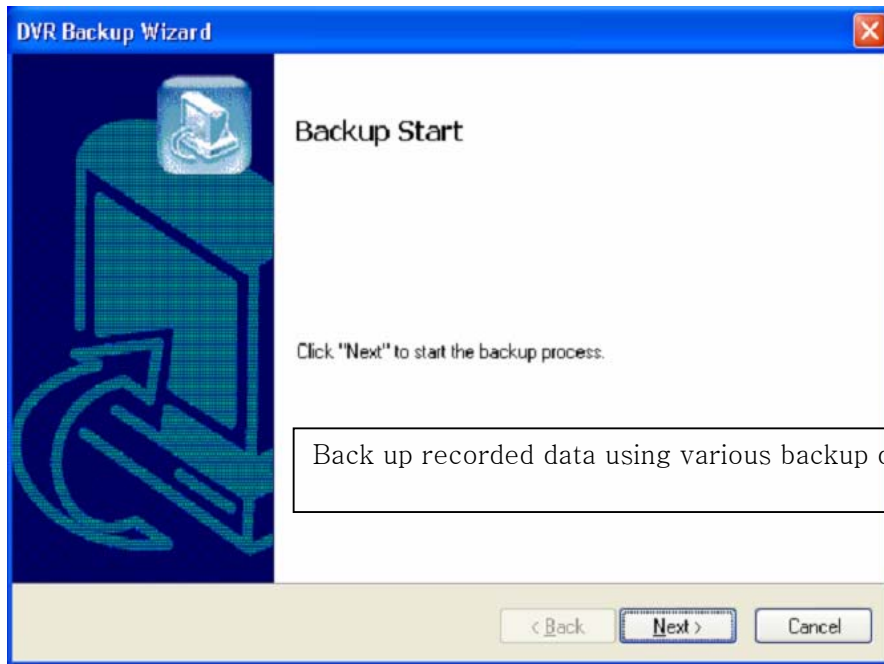 DVR Backup Wizard
Backup Start
Click "Next" to start the backup process.
Back up recorded data using various backup
< Back
Next >
Cancel